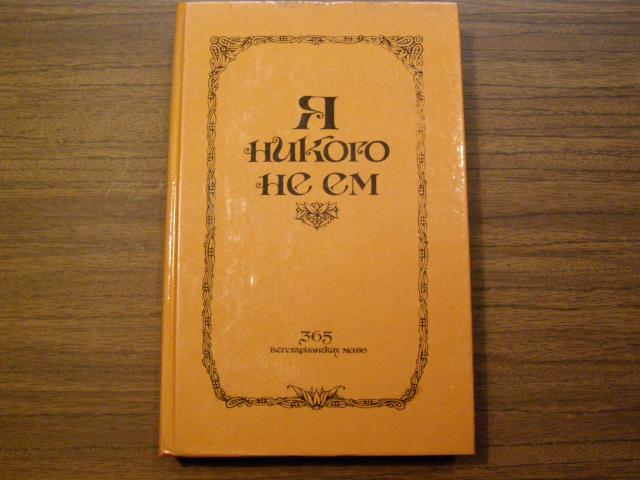 Я
никого
не ем
365
вегетарианских меню